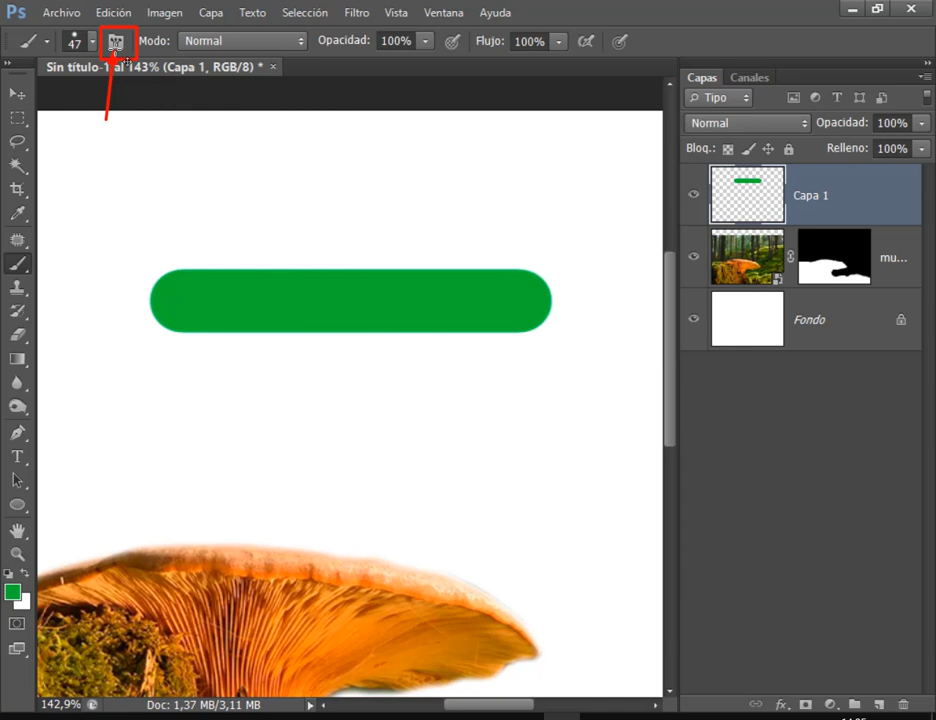 Ps Archivo Edición Imagen Capa Texto Selección Filtro Vista Ventana Ayuda
47 Modo: Normal Opacidad: 100% Flujo: 100%
Sin título-1 al 143% (Capa 1, RGB/8) * ×
Capas Canales
Tipo
Normal Opacidad: 100%
Bloq.: Relleno: 100%
Capa 1
mu...
Fondo
142,9% Doc: 1,37 MB/3,11 MB